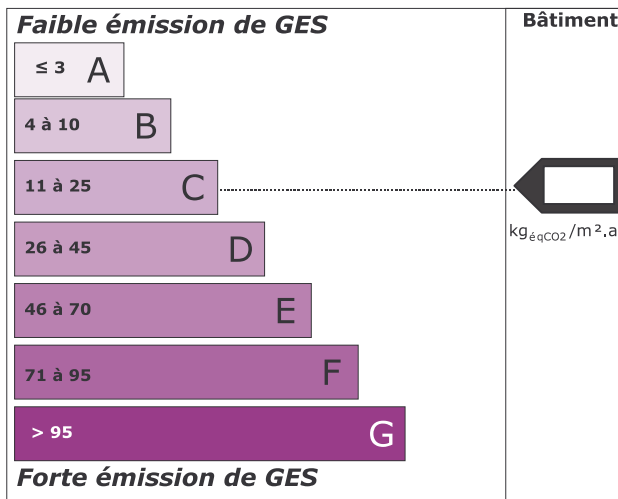 Faible émission de GES
Bâtiment
≤ 3 A
4 à 10 B
11 à 25 C
kgéqCO2/m².a
26 à 45 D
46 à 70 E
71 à 95 F
> 95 G
Forte émission de GES